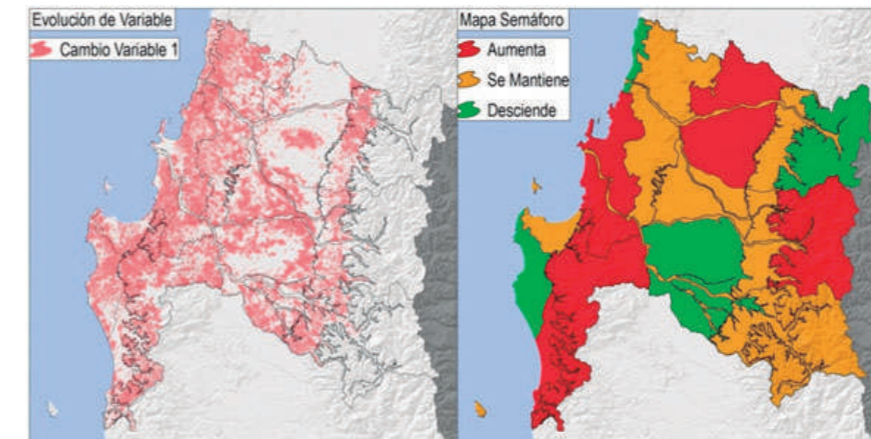 Evolución de Variable
Cambio Variable 1
Mapa Semáforo
Aumenta
Se Mantiene
Desciende